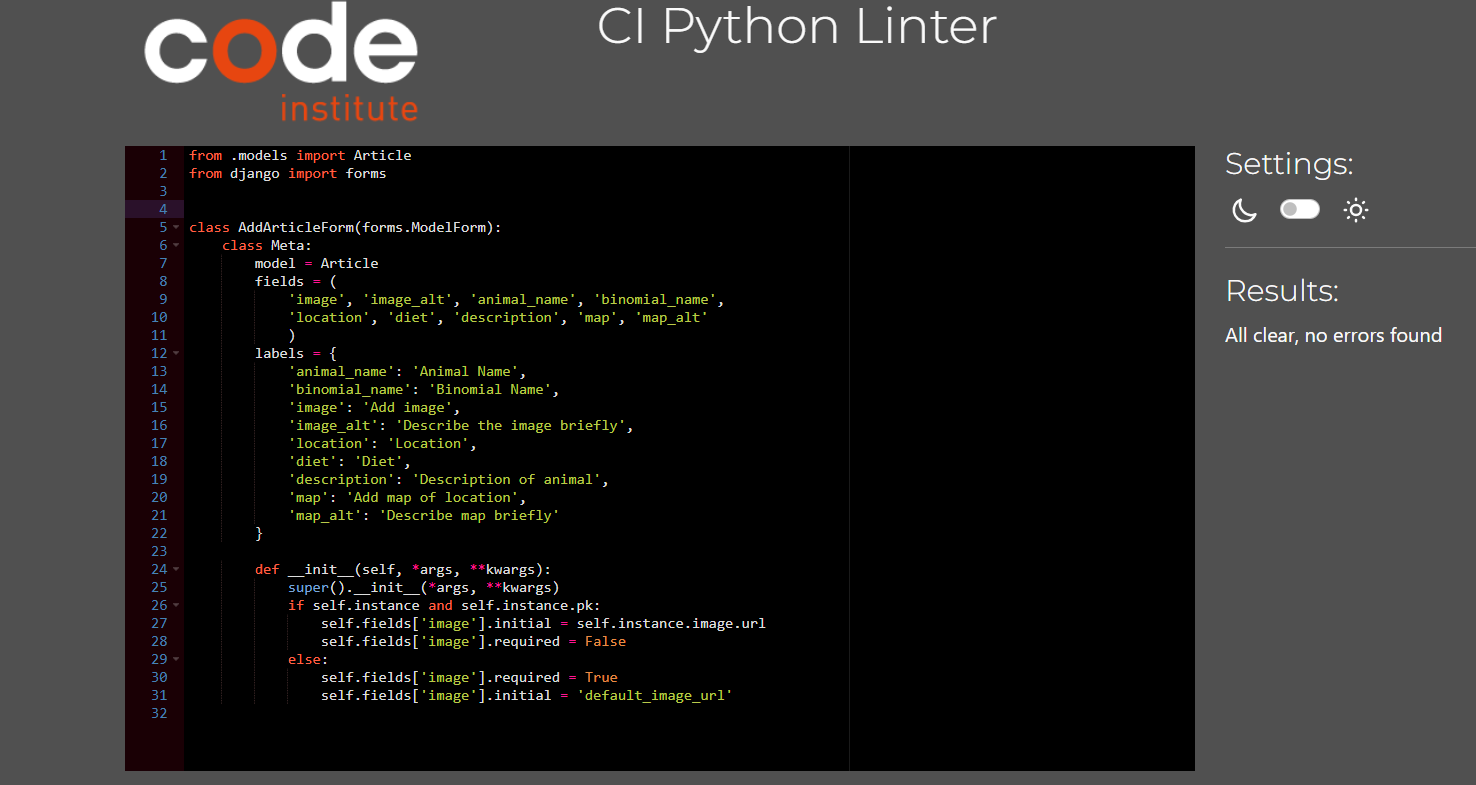 code
institute
CI Python Linter
1 from .models import Article
2 from django import forms
3
4
5 class AddArticleForm(forms.ModelForm):
6     class Meta:
7         model = Article
8         fields = (
9             'image', 'image_alt', 'animal_name', 'binomial_name',
10             'location', 'diet', 'description', 'map', 'map_alt'
11             )
12         labels = {
13             'animal_name': 'Animal Name',
14             'binomial_name': 'Binomial Name',
15             'image': 'Add image',
16             'image_alt': 'Describe the image briefly',
17             'location': 'Location',
18             'diet': 'Diet',
19             'description': 'Description of animal',
20             'map': 'Add map of location',
21             'map_alt': 'Describe map briefly'
22         }
23
24         def __init__(self, *args, **kwargs):
25             super().__init__(*args, **kwargs)
26             if self.instance and self.instance.pk:
27                 self.fields['image'].initial = self.instance.image.url
28                 self.fields['image'].required = False
29             else:
30                 self.fields['image'].required = True
31                 self.fields['image'].initial = 'default_image_url'
32
Settings:
Results:
All clear, no errors found